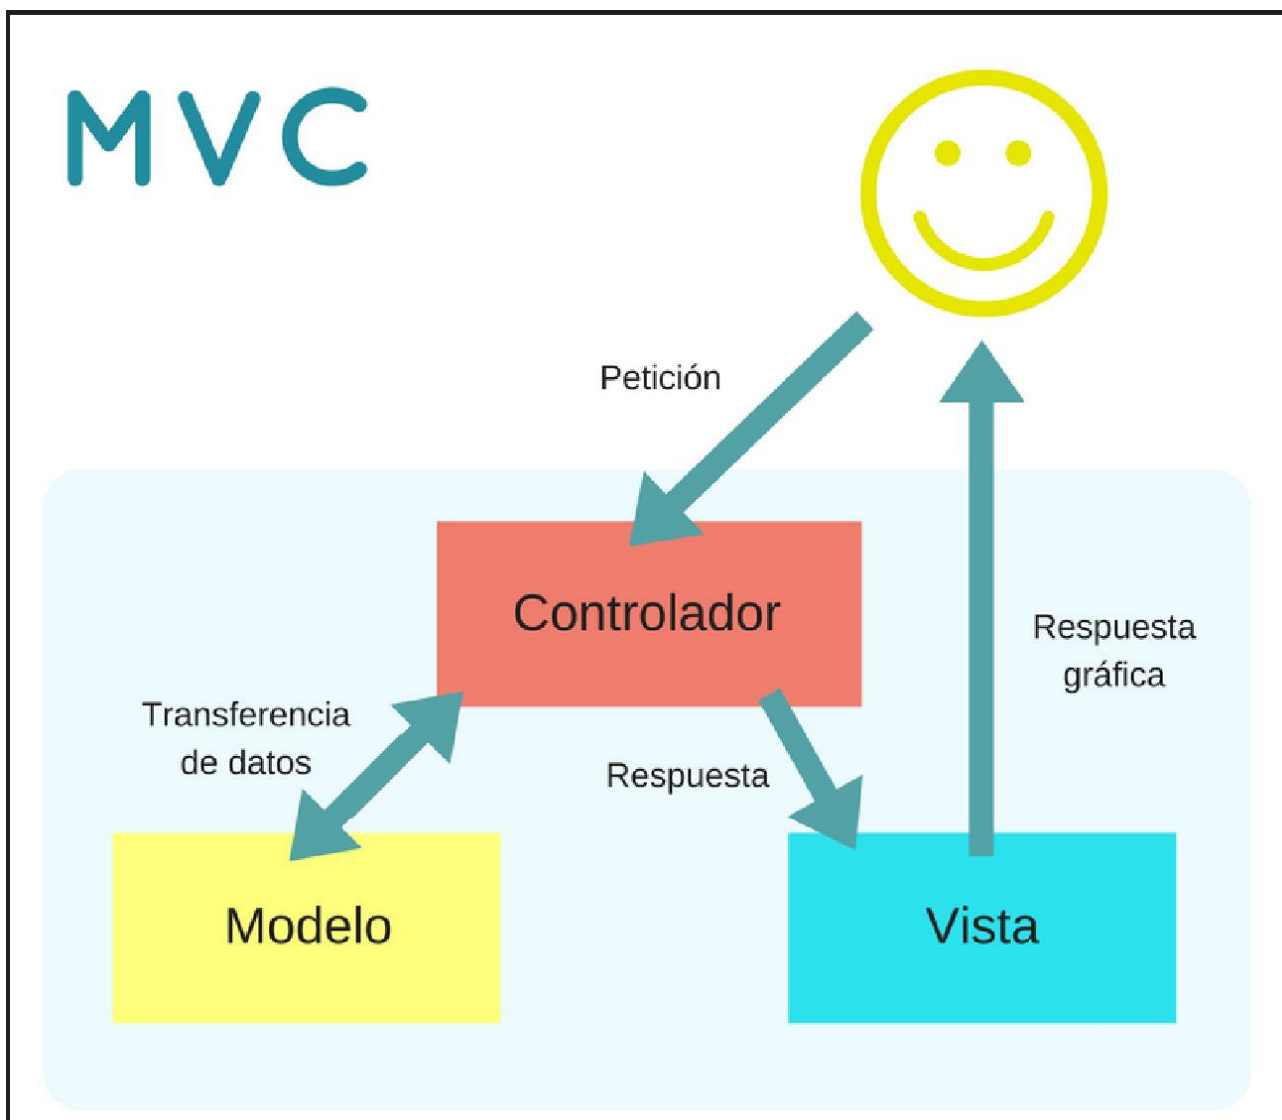 MVC
Petición
Controlador
Respuesta
gráfica
Transferencia
de datos
Respuesta
Modelo
Vista